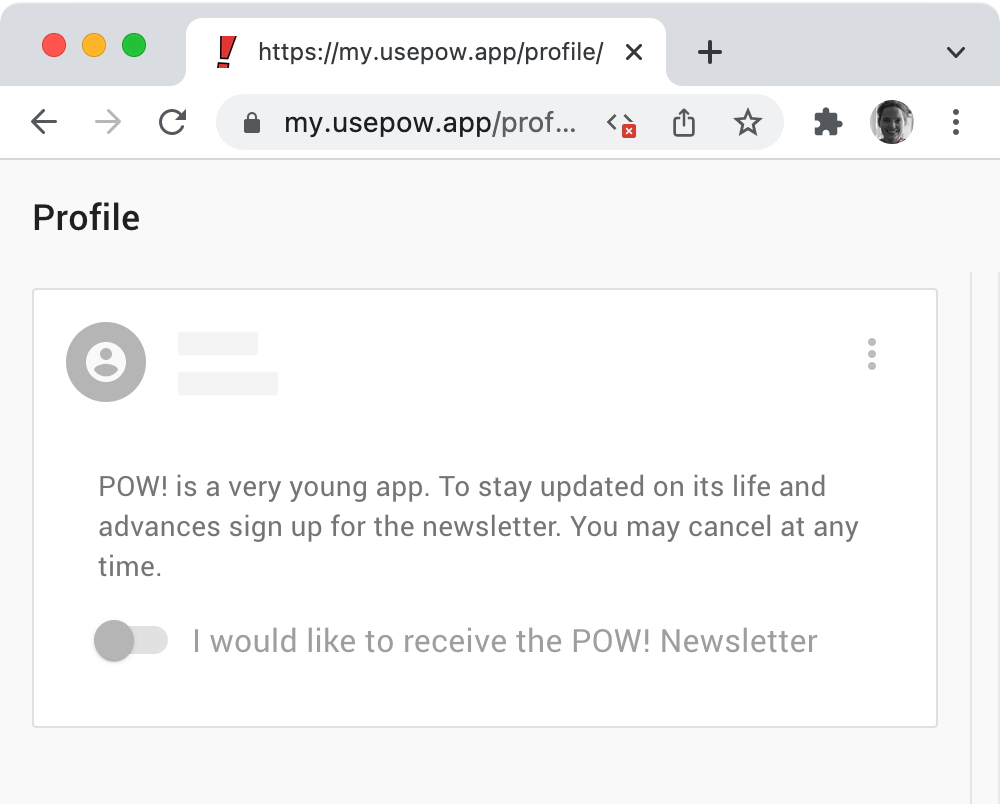 https://my.usepow.app/profile/
my.usepow.app/prof...
Profile
POW! is a very young app. To stay updated on its life and
advances sign up for the newsletter. You may cancel at any
time.
I would like to receive the POW! Newsletter